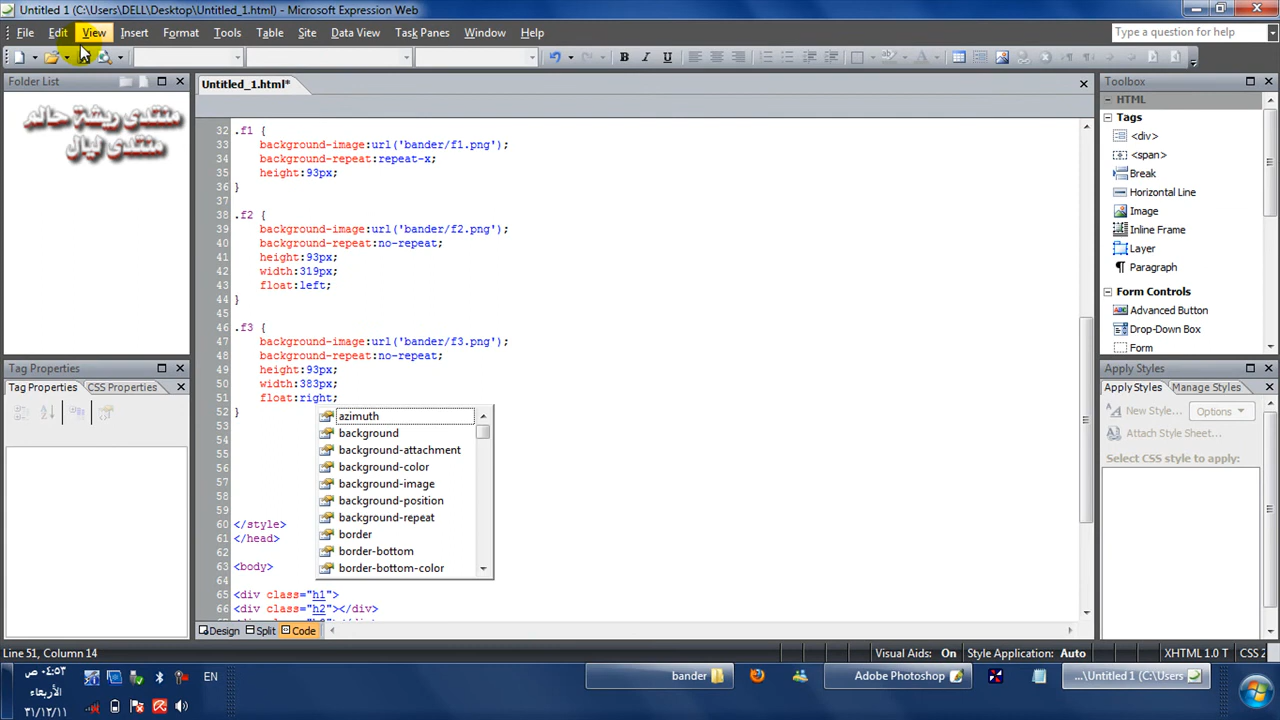 Untitled 1 (C:\Users\DELL\Desktop\Untitled_1.html) - Microsoft Expression Web
File Edit View Insert Format Tools Table Site Data View Task Panes Window Help
Type a question for help
Folder List
منتدى ريشة حالم
منتدى ليال
Tag Properties
Tag Properties CSS Properties
Untitled_1.html*
32 .f1 {
33 background-image:url('bander/f1.png');
34 background-repeat:repeat-x;
35 height:93px;
36 }
37
38 .f2 {
39 background-image:url('bander/f2.png');
40 background-repeat:no-repeat;
41 height:93px;
42 width:319px;
43 float:left;
44 }
45
46 .f3 {
47 background-image:url('bander/f3.png');
48 background-repeat:no-repeat;
49 height:93px;
50 width:383px;
51 float:right;
52 }
53
54
55
56
57
58
59
60 </style>
61 </head>
62
63 <body>
64
65 <div class="h1">
66 <div class="h2"></div>
azimuth
background
background-attachment
background-color
background-image
background-position
background-repeat
border
border-bottom
border-bottom-color
Design Split Code
Toolbox
HTML
Tags
<div>
<span>
Break
Horizontal Line
Image
Inline Frame
Layer
Paragraph
Form Controls
Advanced Button
Drop-Down Box
Form
Apply Styles
Apply Styles Manage Styles
New Style... Options
Attach Style Sheet...
Select CSS style to apply:
Line 51, Column 14
Visual Aids: On Style Application: Auto XHTML 1.0 T CSS 2
٠٤:٥٣ ص
الأربعاء
٣١/١٢/١١
EN
bander
Adobe Photoshop
...\Untitled 1 (C:\Users